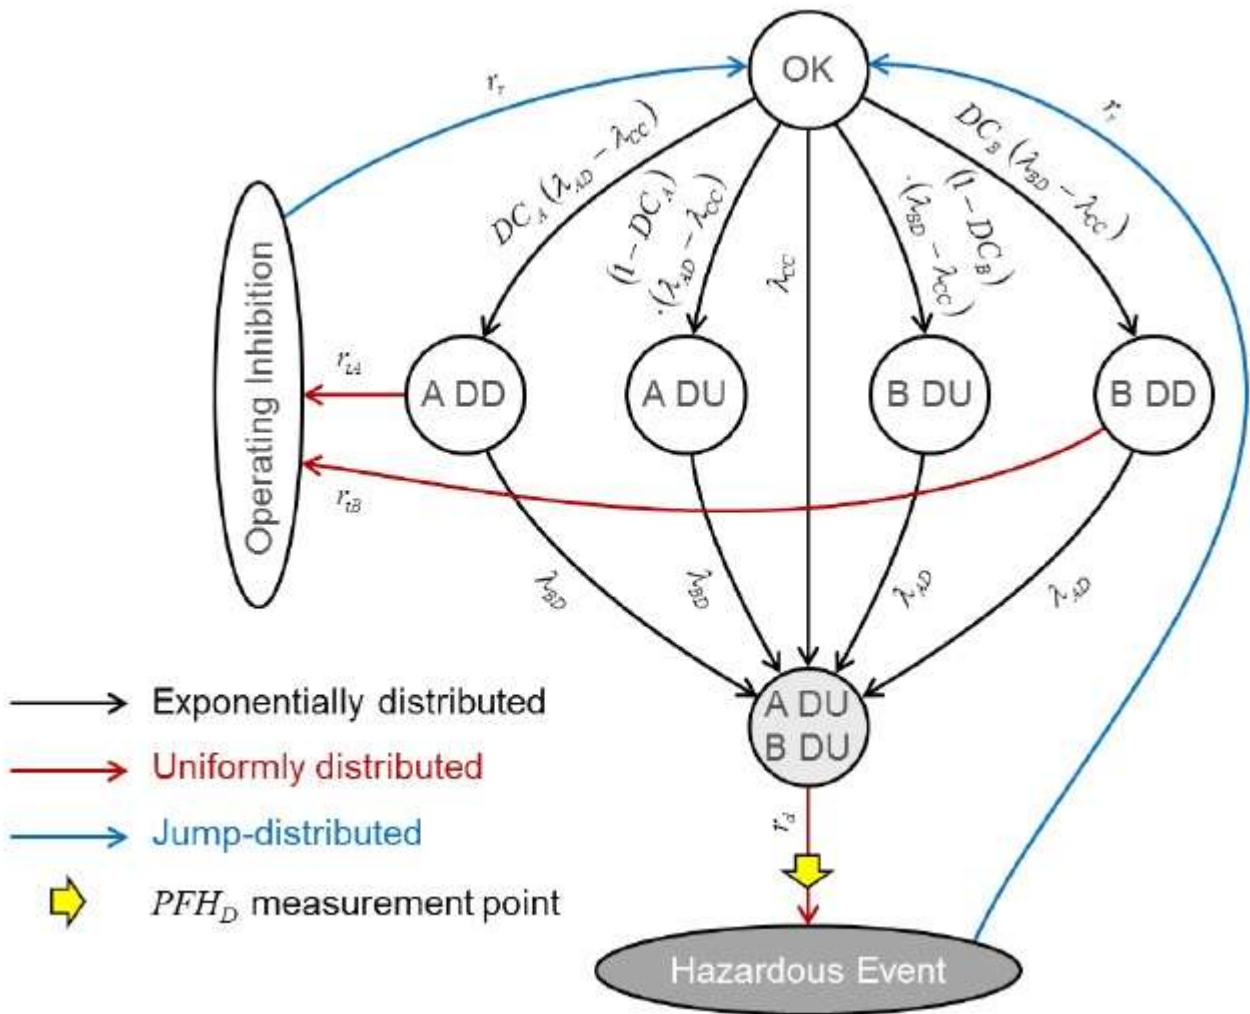 OK
r_r
r_r
DC_A (λ_AD − λ_CC)
(1 − DC_A)
·(λ_AD − λ_CC)
λ_CC
(1 − DC_B)
·(λ_BD − λ_CC)
DC_B (λ_BD − λ_CC)
Operating Inhibition
r_tA
A DD
A DU
B DU
B DD
r_tB
λ_BD
λ_BD
λ_AD
λ_AD
A DU
B DU
Exponentially distributed
Uniformly distributed
Jump-distributed
PFH_D measurement point
r_d
Hazardous Event